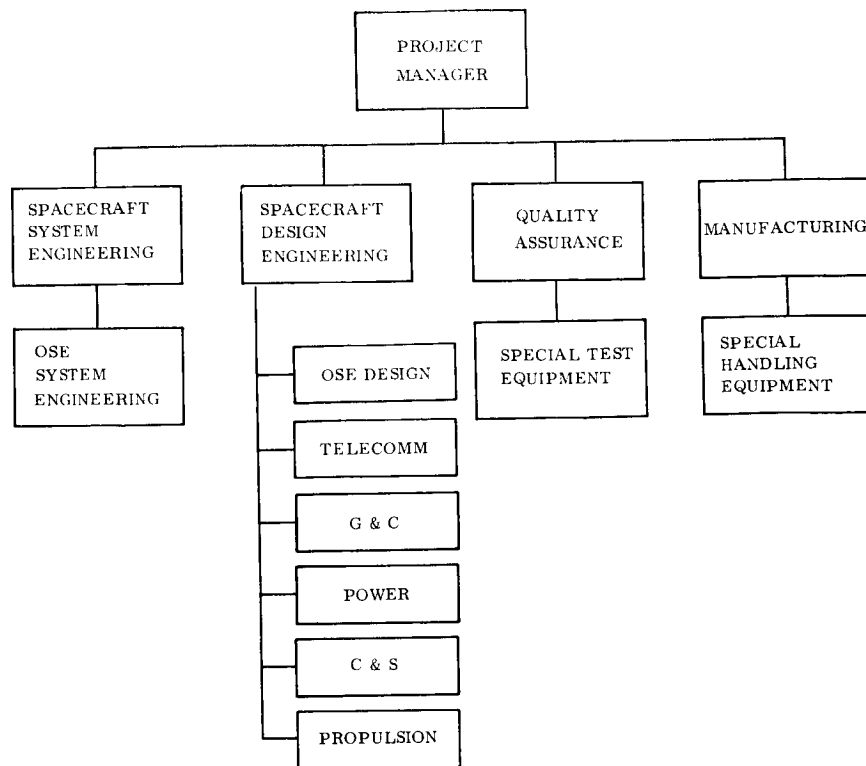 PROJECT
MANAGER
SPACECRAFT
SYSTEM
ENGINEERING
SPACECRAFT
DESIGN
ENGINEERING
QUALITY
ASSURANCE
MANUFACTURING
OSE
SYSTEM
ENGINEERING
OSE DESIGN
TELECOMM
G & C
POWER
C & S
PROPULSION
SPECIAL TEST
EQUIPMENT
SPECIAL
HANDLING
EQUIPMENT